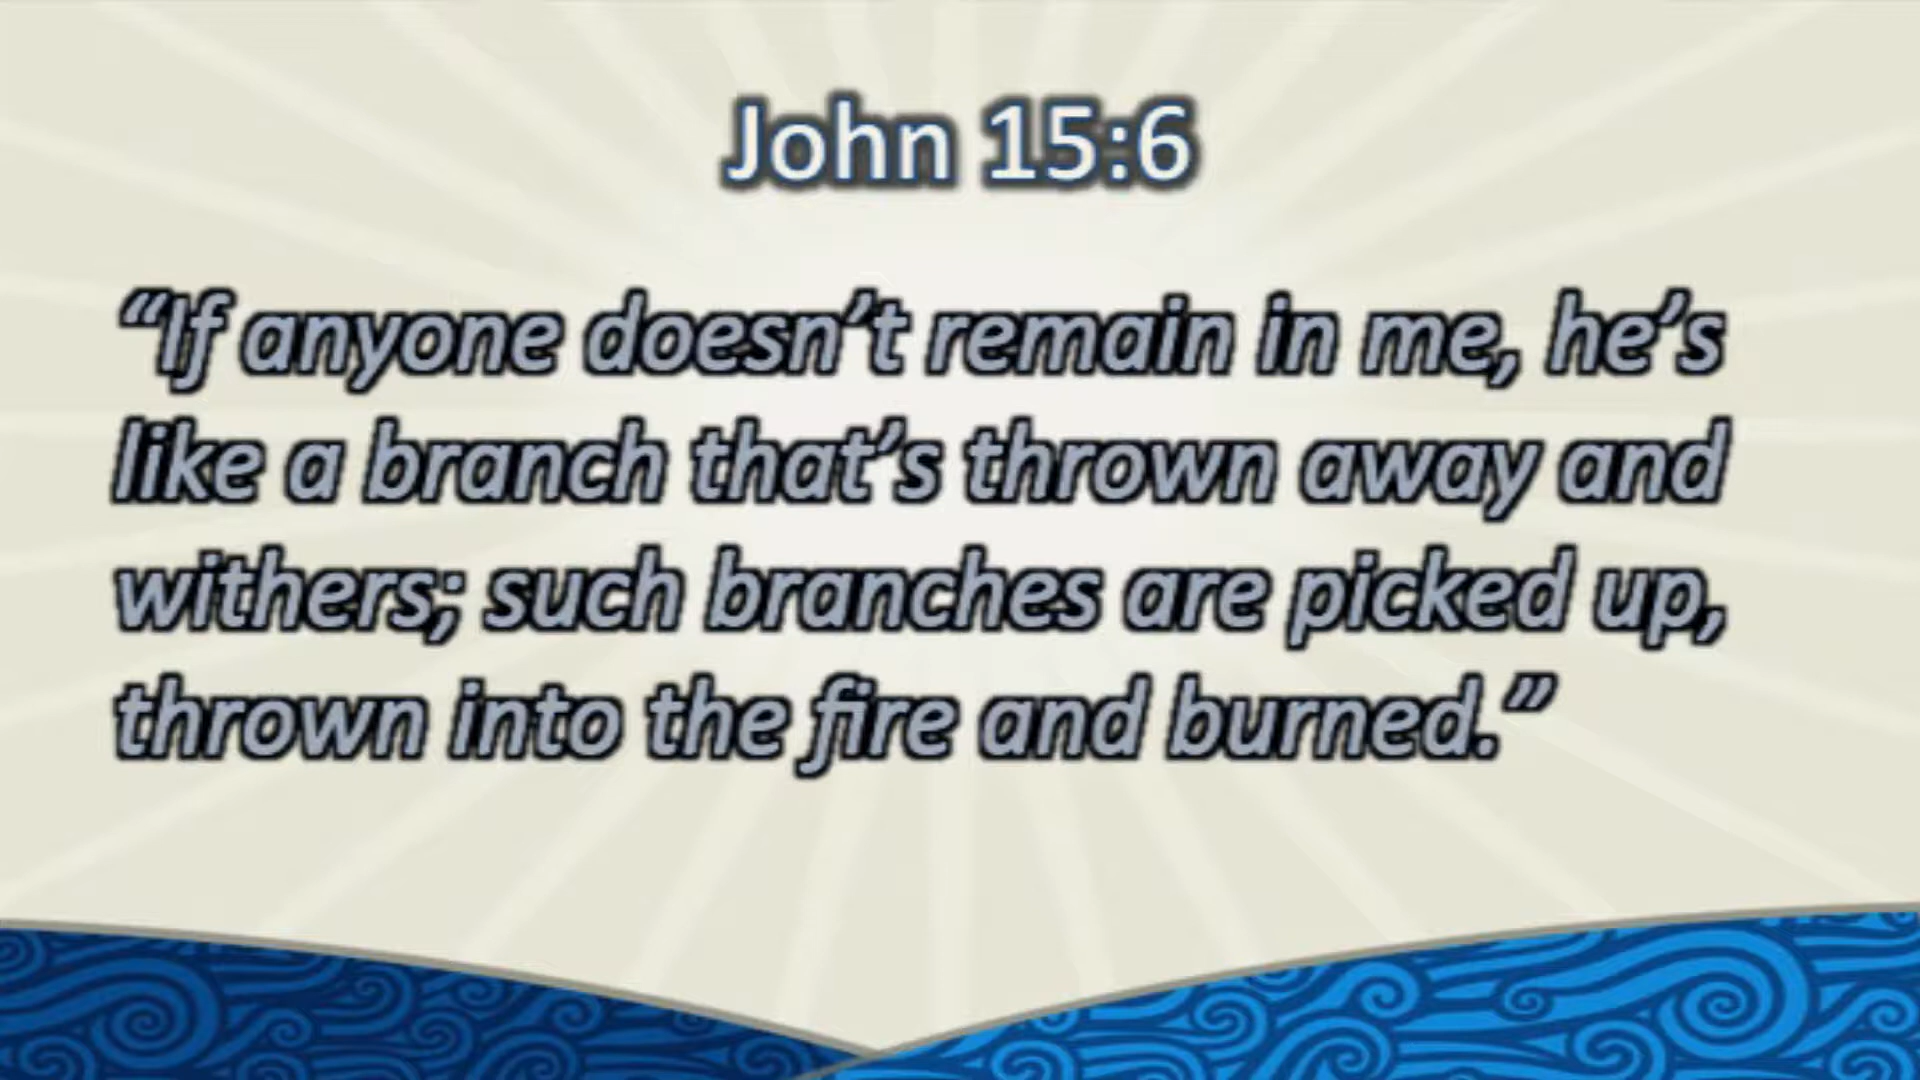 John 15:6
“If anyone doesn’t remain in me, he’s
like a branch that’s thrown away and
withers; such branches are picked up,
thrown into the fire and burned.”